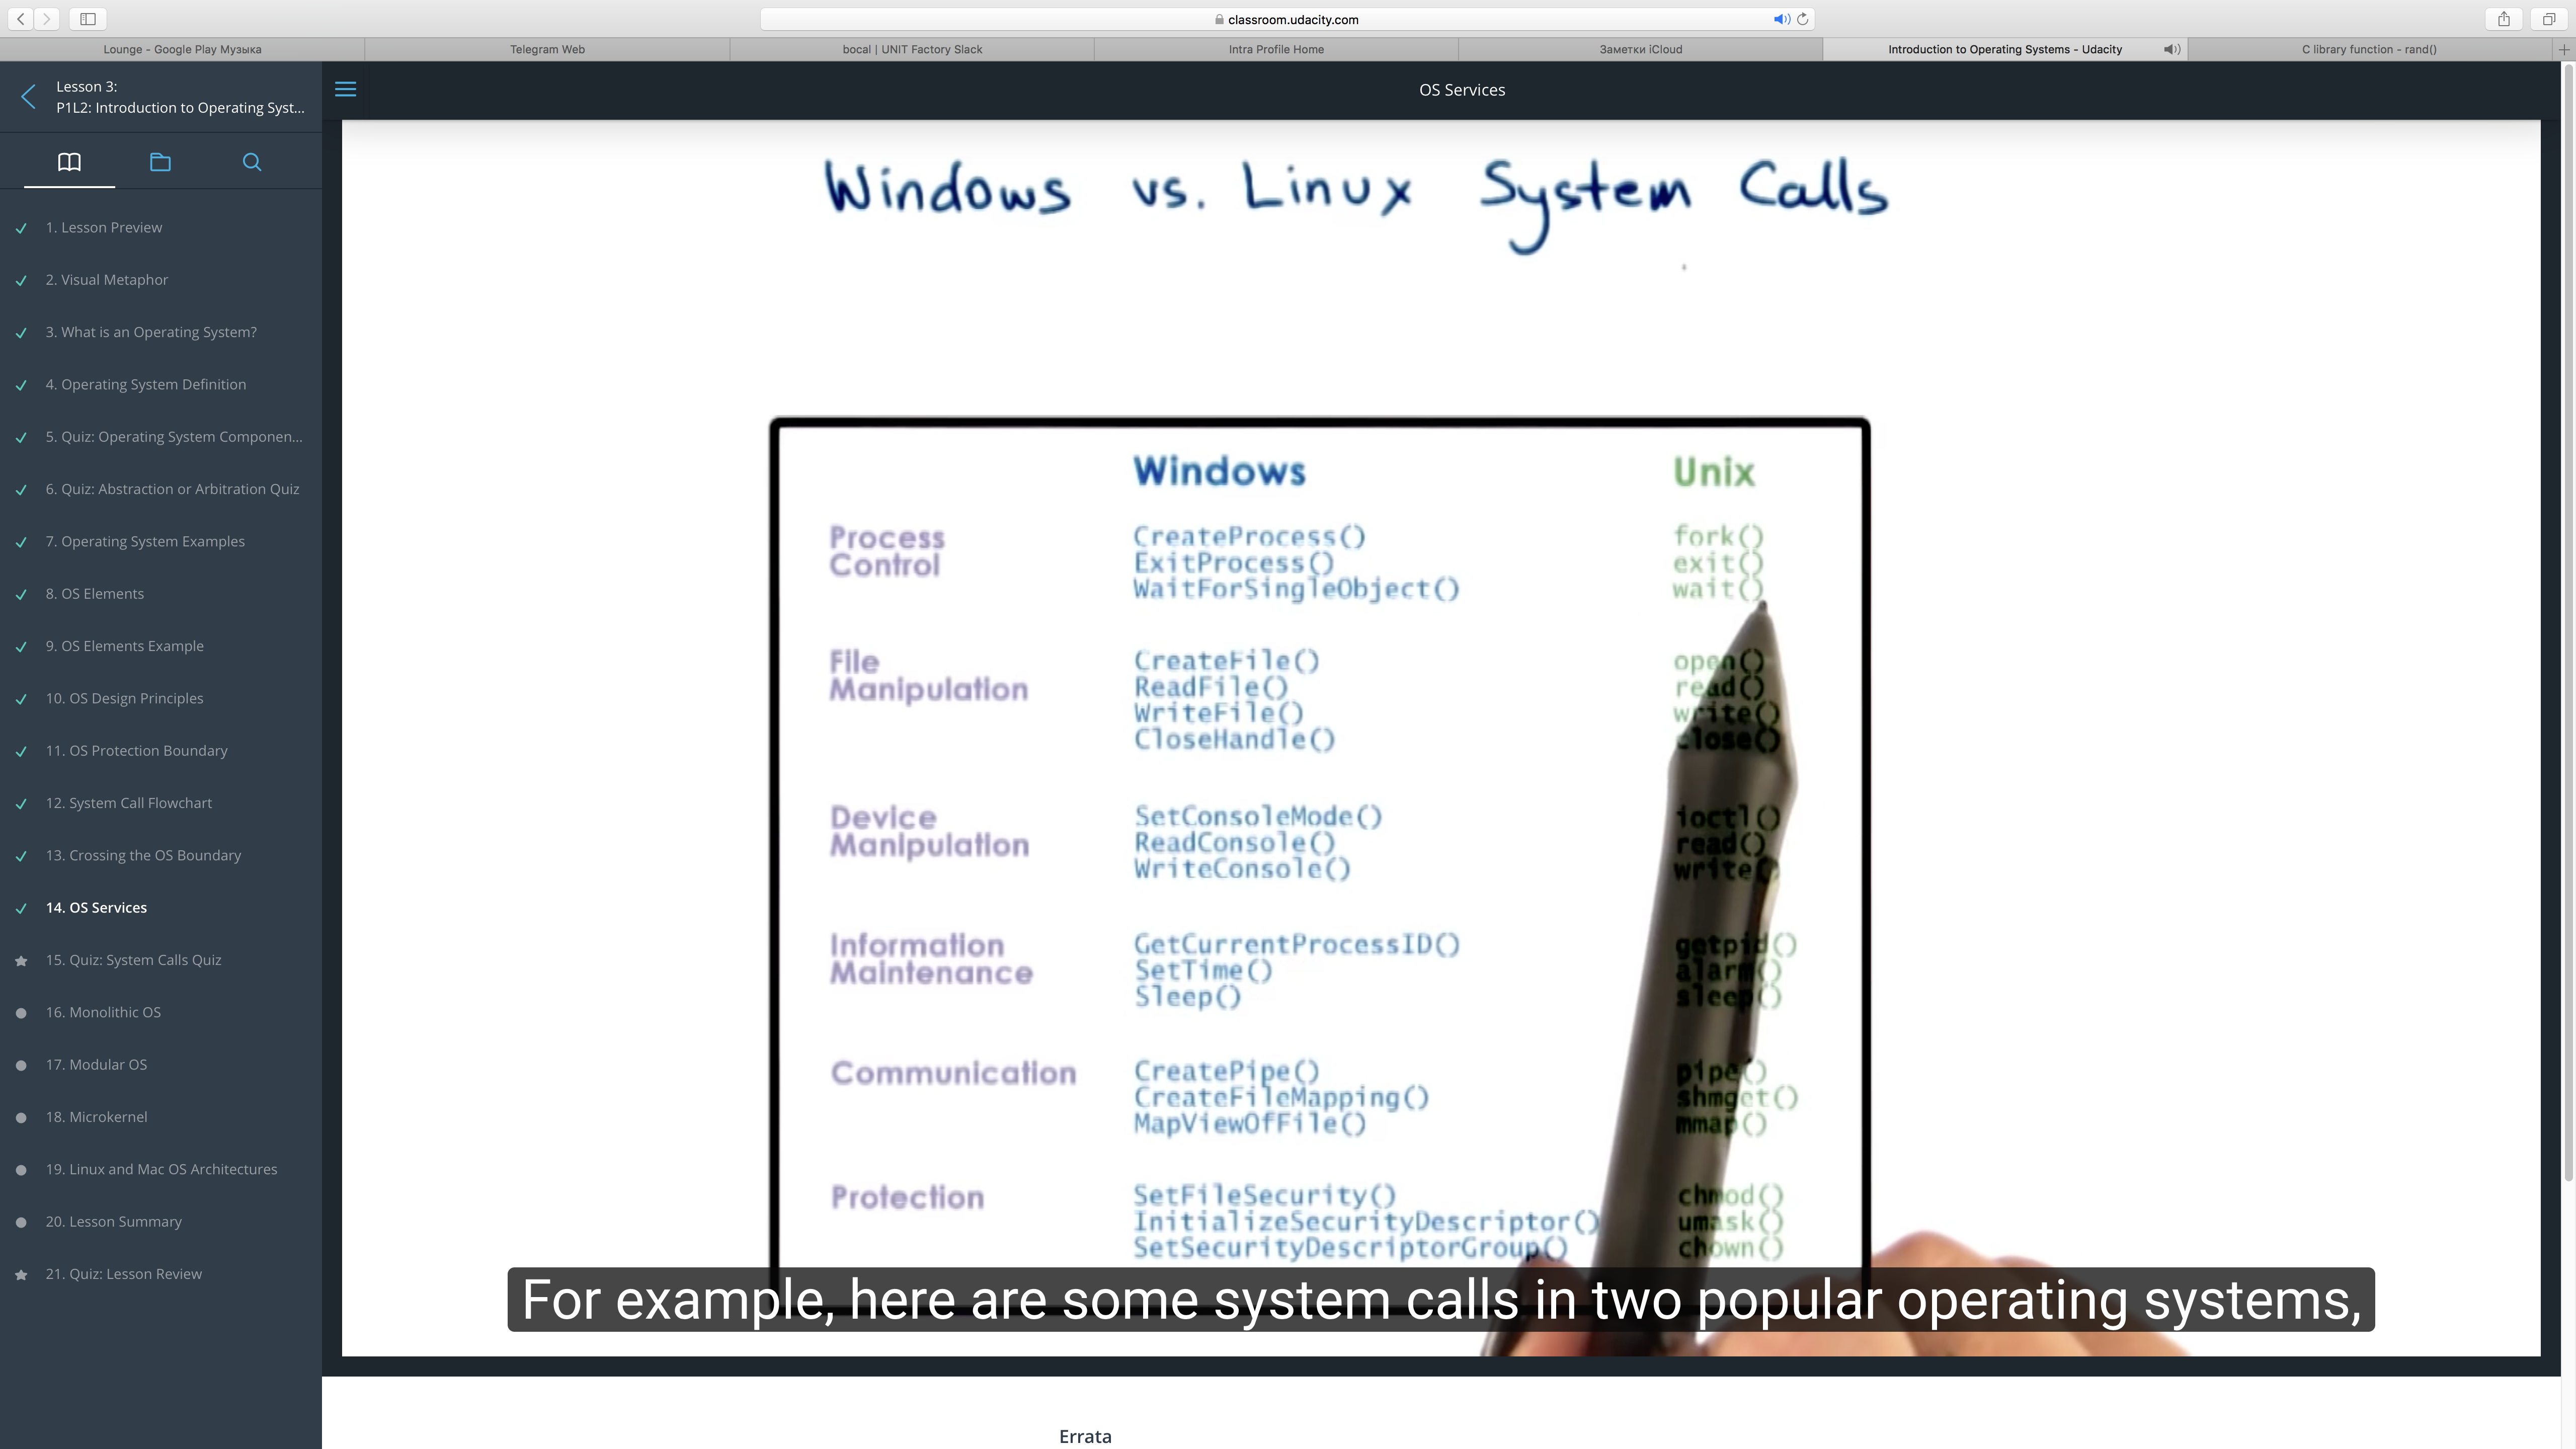 classroom.udacity.com
Lounge - Google Play Музыка
Telegram Web
bocal | UNIT Factory Slack
Intra Profile Home
Заметки iCloud
Introduction to Operating Systems - Udacity
C library function - rand()
Lesson 3:
P1L2: Introduction to Operating Syst...
OS Services
1. Lesson Preview
2. Visual Metaphor
3. What is an Operating System?
4. Operating System Definition
5. Quiz: Operating System Componen...
6. Quiz: Abstraction or Arbitration Quiz
7. Operating System Examples
8. OS Elements
9. OS Elements Example
10. OS Design Principles
11. OS Protection Boundary
12. System Call Flowchart
13. Crossing the OS Boundary
14. OS Services
15. Quiz: System Calls Quiz
16. Monolithic OS
17. Modular OS
18. Microkernel
19. Linux and Mac OS Architectures
20. Lesson Summary
21. Quiz: Lesson Review
Windows vs. Linux System Calls
Windows Unix
Process
Control
CreateProcess() fork()
ExitProcess() exit()
WaitForSingleObject() wait()
File
Manipulation
CreateFile() open()
ReadFile() read()
WriteFile() write()
CloseHandle() close()
Device
Manipulation
SetConsoleMode() ioctl()
ReadConsole() read()
WriteConsole() write()
Information
Maintenance
GetCurrentProcessID() getpid()
SetTime() alarm()
Sleep() sleep()
Communication
CreatePipe() pipe()
CreateFileMapping() shmget()
MapViewOfFile() mmap()
Protection
SetFileSecurity() chmod()
InitializeSecurityDescriptor() umask()
SetSecurityDescriptorGroup() chown()
For example, here are some system calls in two popular operating systems,
Errata